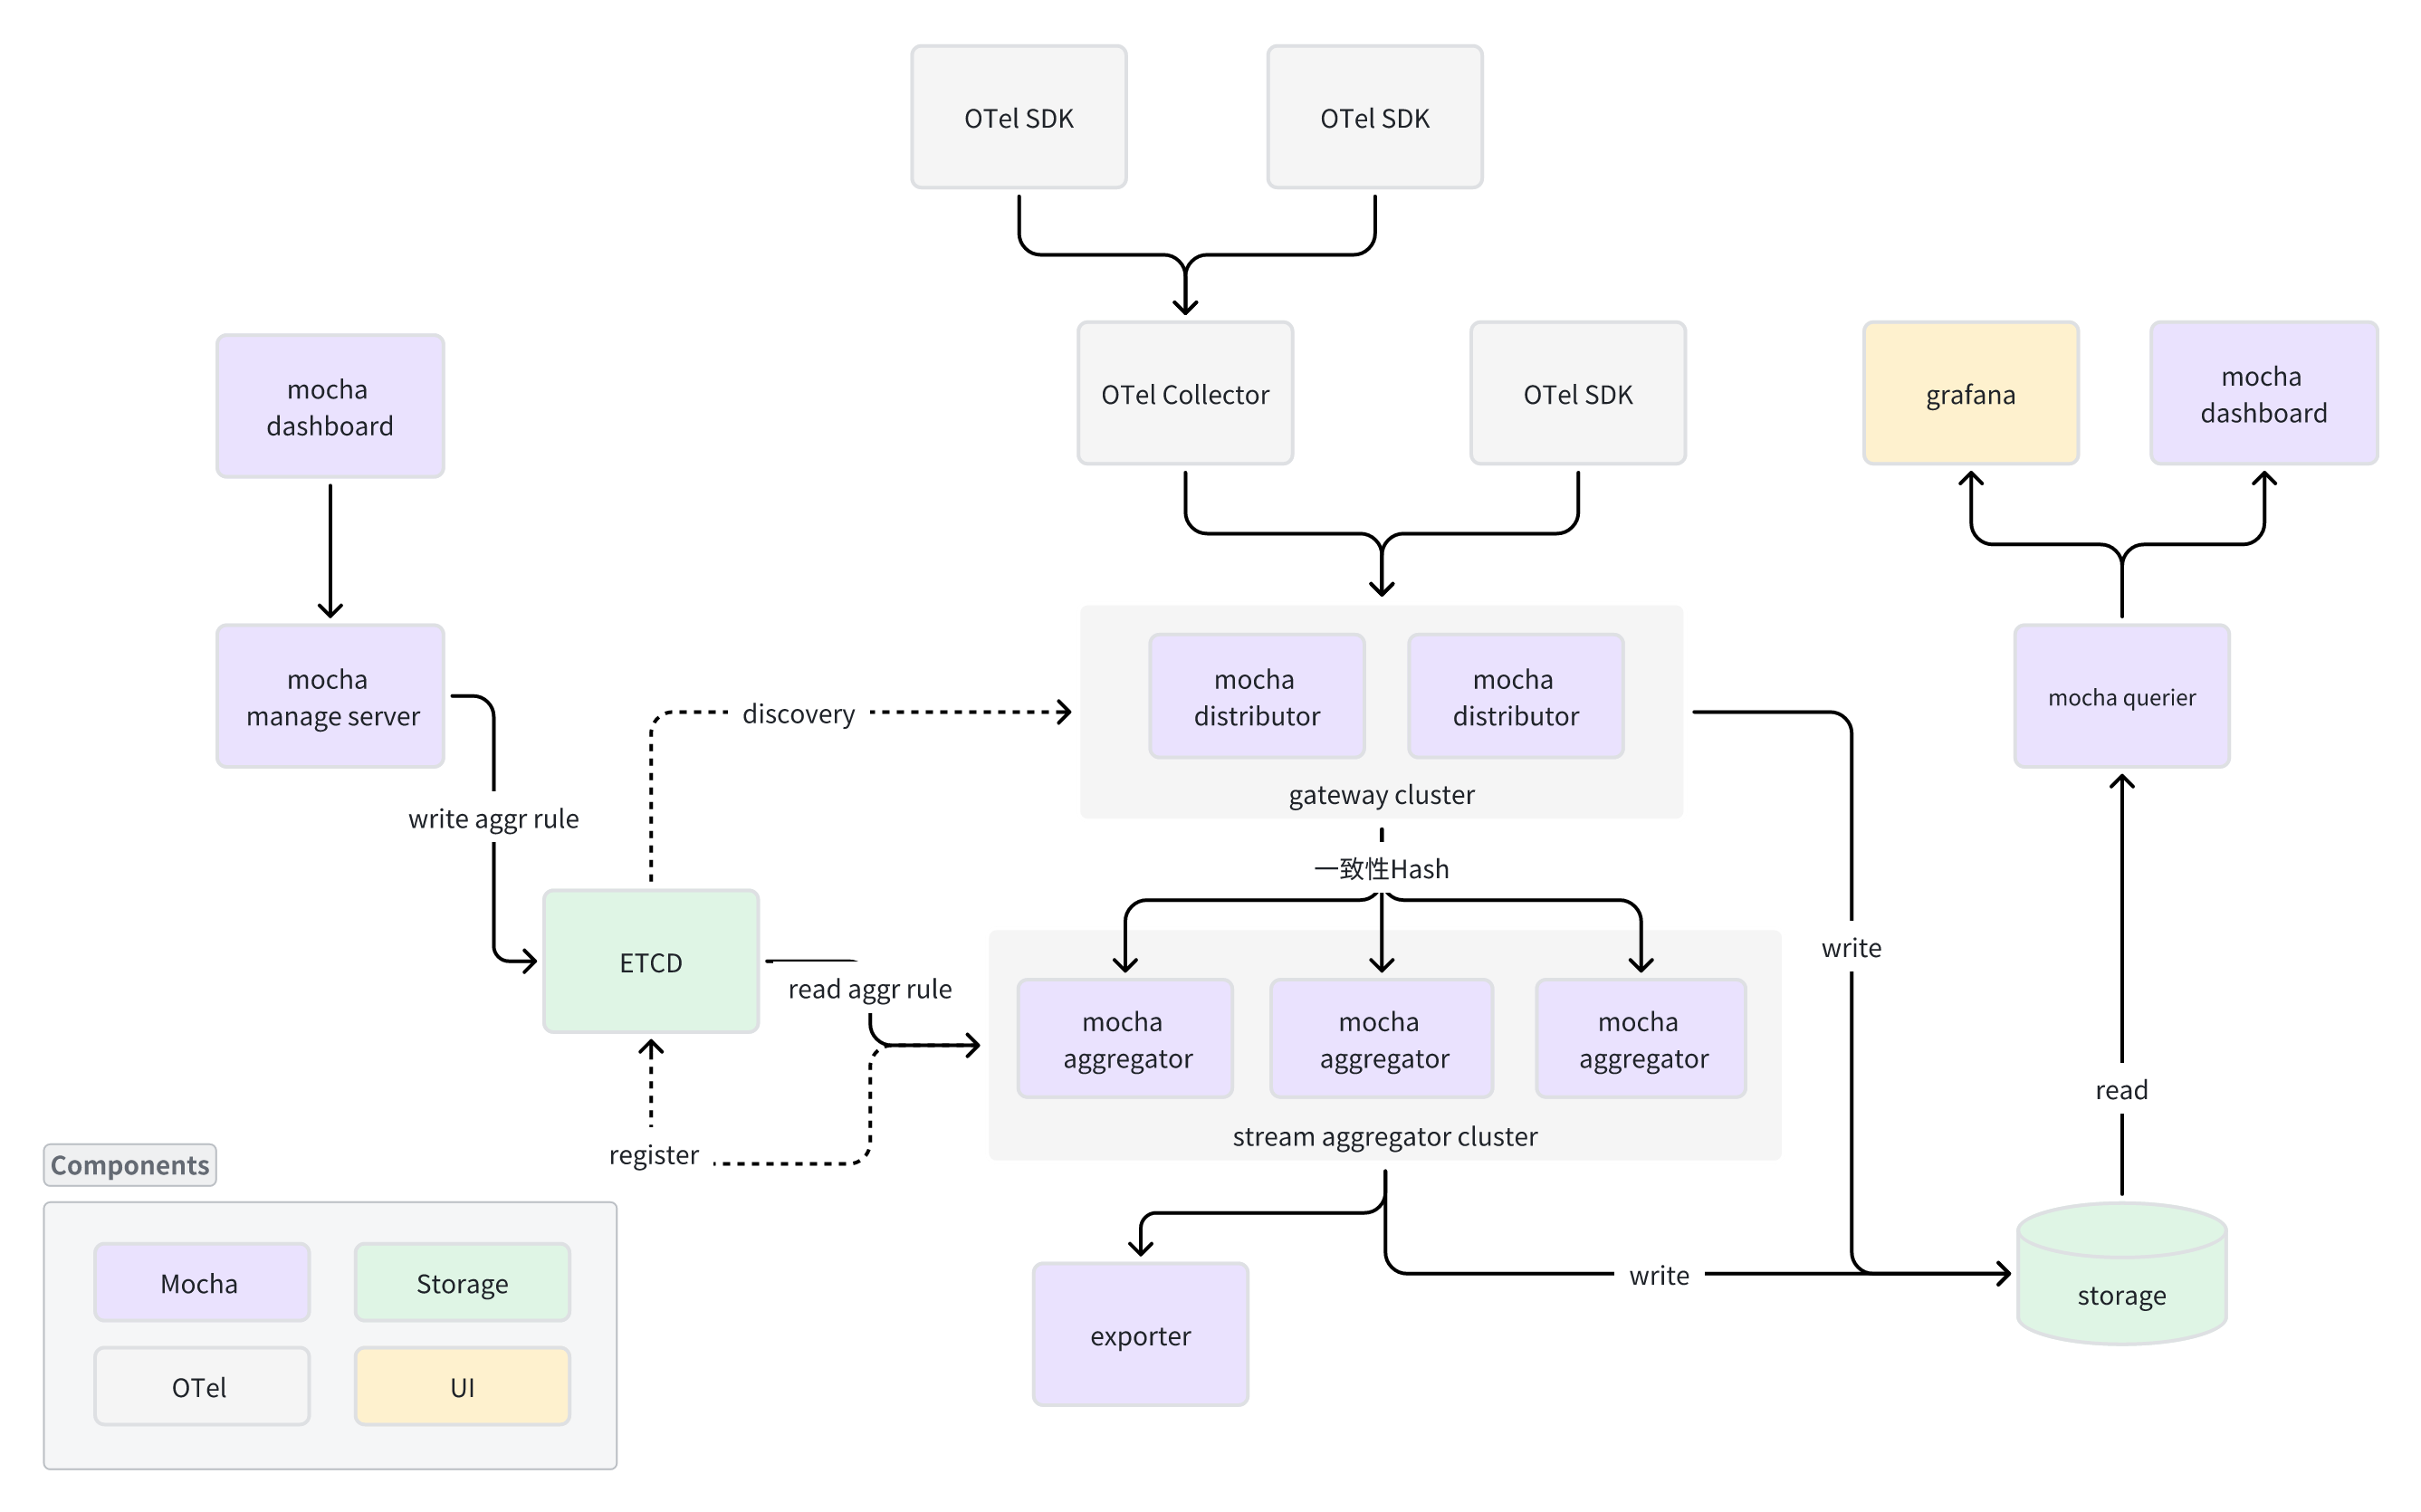 OTel SDK
OTel SDK
mocha
dashboard
OTel Collector
OTel SDK
grafana
mocha
dashboard
mocha
manage server
discovery
mocha
distributor
mocha
distributor
gateway cluster
mocha querier
write aggr rule
一致性Hash
ETCD
read aggr rule
mocha
aggregator
mocha
aggregator
mocha
aggregator
stream aggregator cluster
write
read
register
Components
Mocha
Storage
OTel
UI
exporter
write
storage